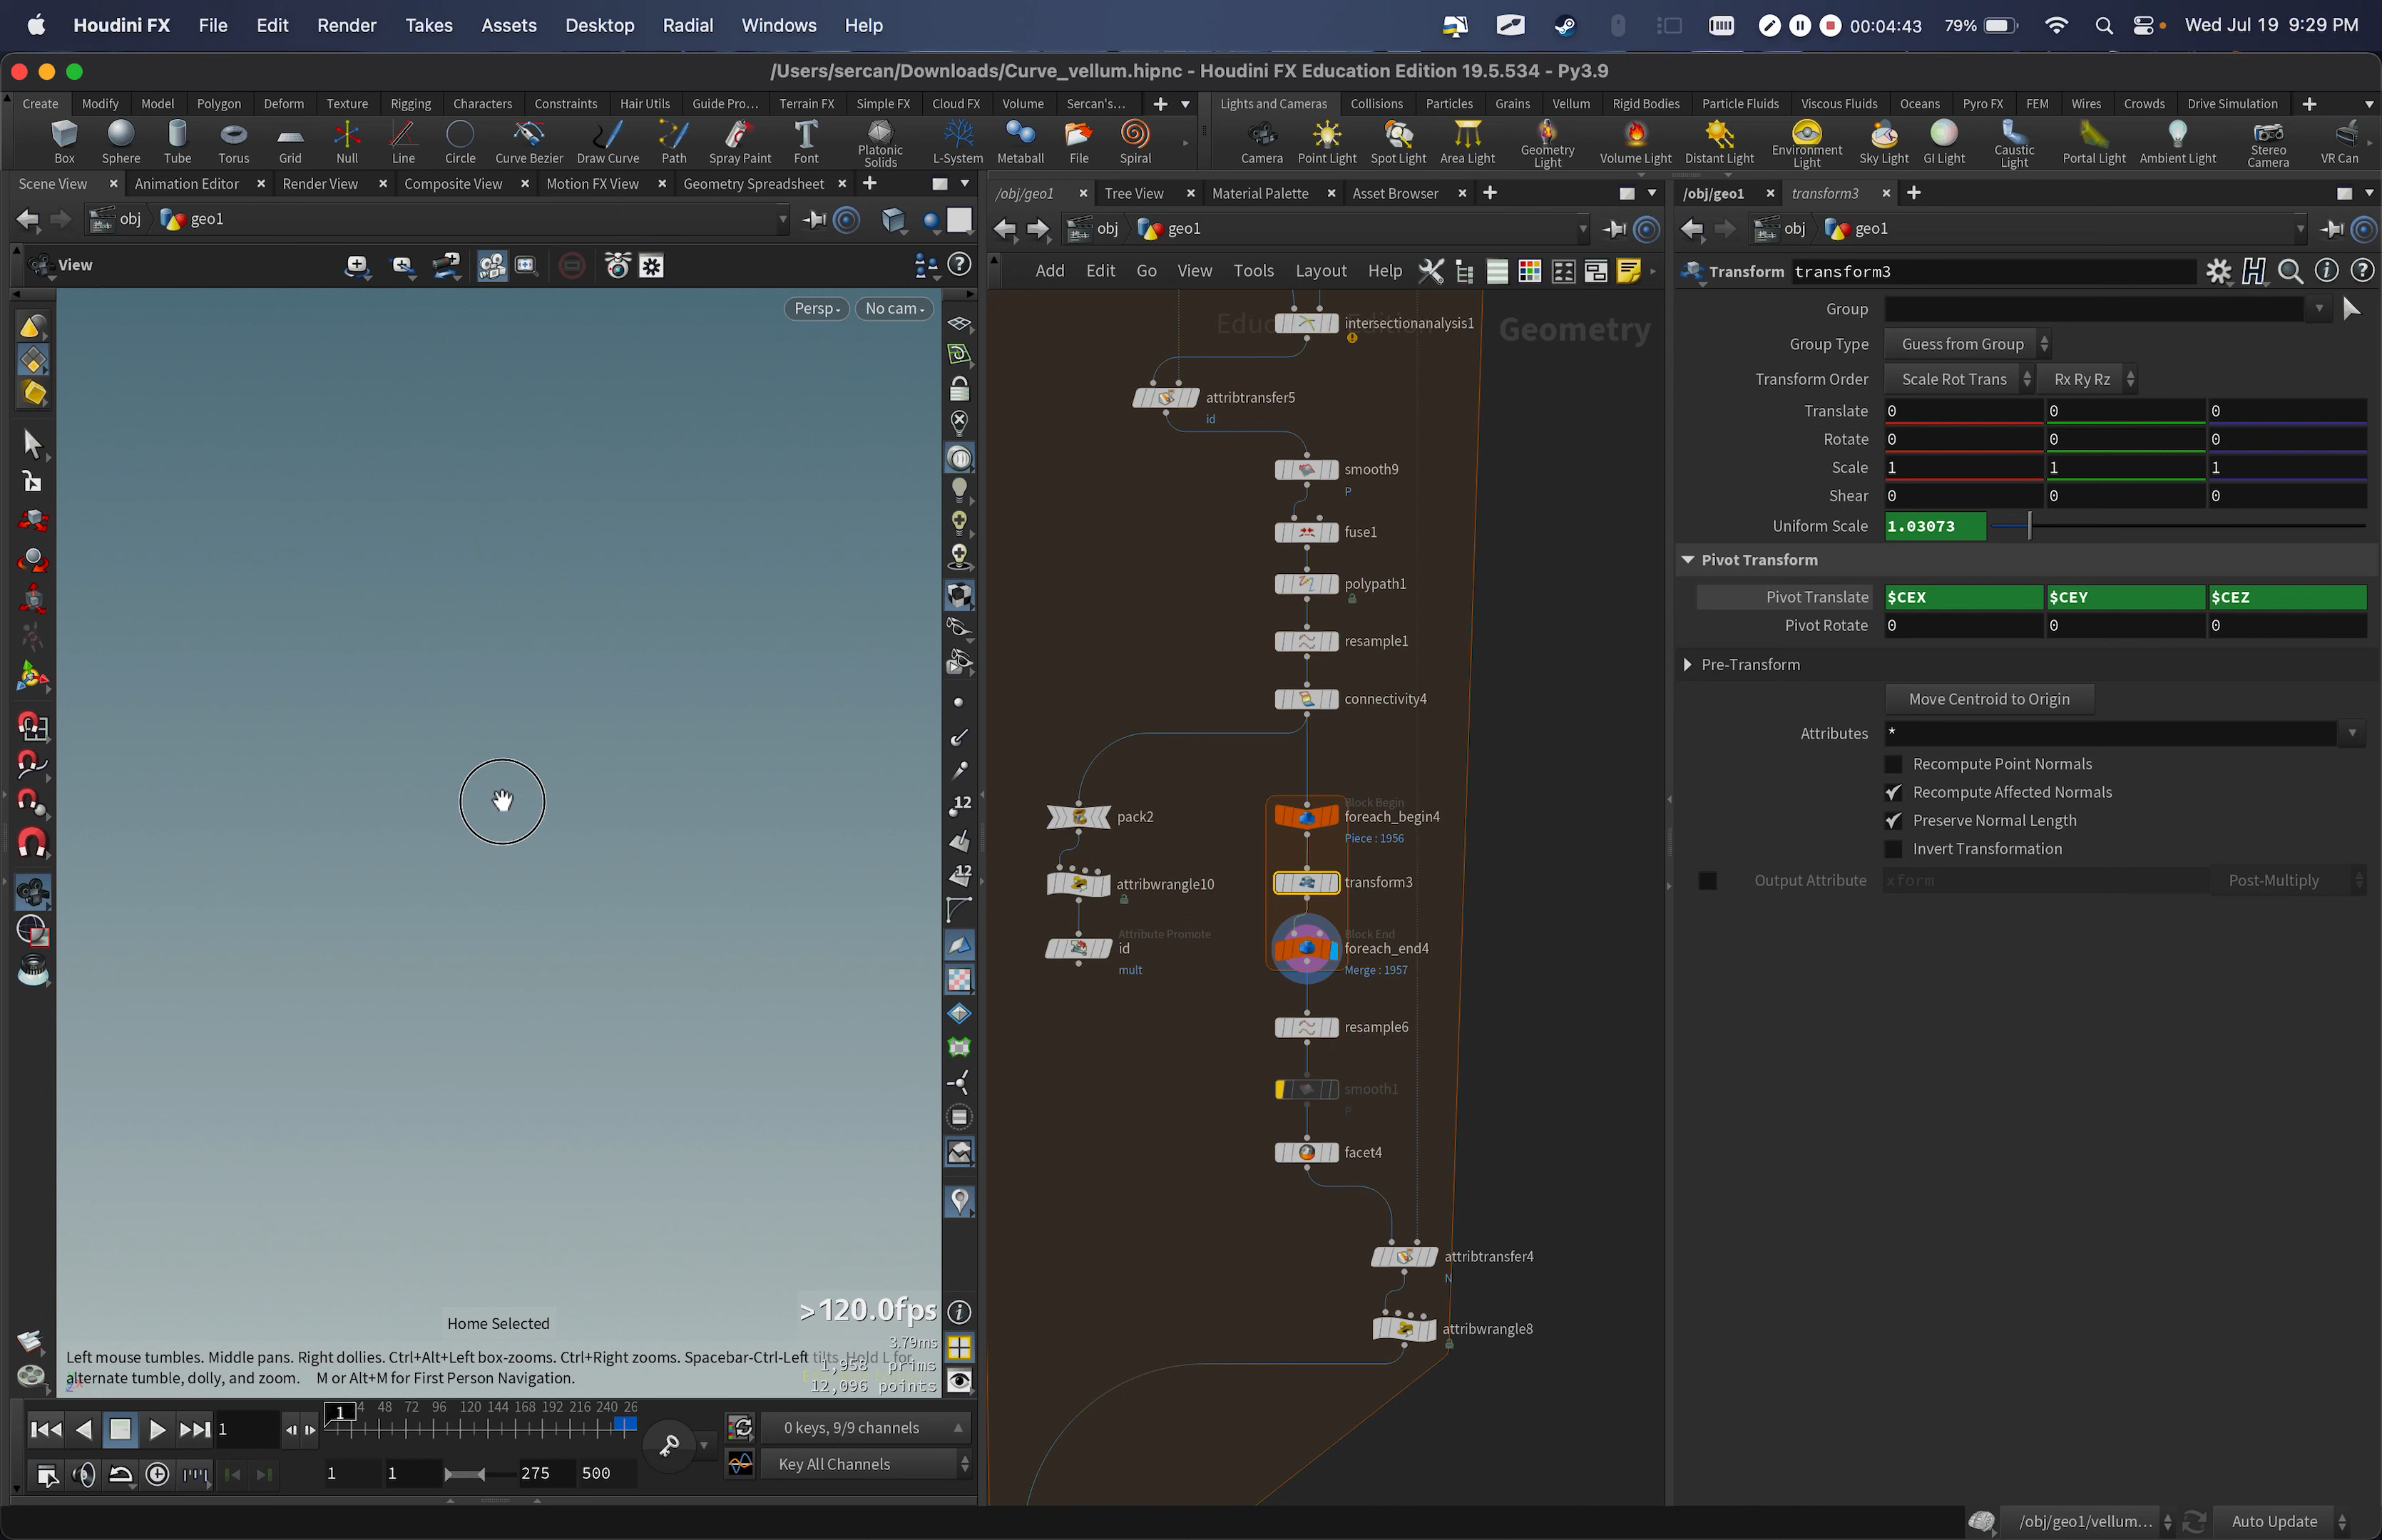 Houdini FX File Edit Render Takes Assets Desktop Radial Windows Help 00:04:43 79% Wed Jul 19 9:29 PM
/Users/sercan/Downloads/Curve_vellum.hipnc - Houdini FX Education Edition 19.5.534 - Py3.9
Create Modify Model Polygon Deform Texture Rigging Characters Constraints Hair Utils Guide Pro... Terrain FX Simple FX Cloud FX Volume Sercan's...
Box Sphere Tube Torus Grid Null Line Circle Curve Bezier Draw Curve Path Spray Paint Font Platonic Solids L-System Metaball File Spiral
Lights and Cameras Collisions Particles Grains Vellum Rigid Bodies Particle Fluids Viscous Fluids Oceans Pyro FX FEM Wires Crowds Drive Simulation
Camera Point Light Spot Light Area Light Geometry Light Volume Light Distant Light Environment Light Sky Light GI Light Caustic Light Portal Light Ambient Light Stereo Camera VR Can
Scene View Animation Editor Render View Composite View Motion FX View Geometry Spreadsheet
obj geo1
View
Persp No cam
12
12
Home Selected
>120.0fps
3.79ms
1,958 prims
12,096 points
Left mouse tumbles. Middle pans. Right dollies. Ctrl+Alt+Left box-zooms. Ctrl+Right zooms. Spacebar-Ctrl-Left tilts. Hold L for
alternate tumble, dolly, and zoom. M or Alt+M for First Person Navigation.
1 1 4 48 72 96 120 144 168 192 216 240 26
0 keys, 9/9 channels
1 1 275 500
Key All Channels
/obj/geo1 Tree View Material Palette Asset Browser
obj geo1
Add Edit Go View Tools Layout Help
Geometry
intersectionanalysis1
attribtransfer5
id
smooth9
P
fuse1
polypath1
resample1
connectivity4
pack2
Block Begin
foreach_begin4
Piece : 1956
attribwrangle10
transform3
Attribute Promote
id
mult
Block End
foreach_end4
Merge : 1957
resample6
smooth1
P
facet4
attribtransfer4
N
attribwrangle8
/obj/geo1 transform3
obj geo1
Transform transform3
Group
Group Type Guess from Group
Transform Order Scale Rot Trans Rx Ry Rz
Translate 0 0 0
Rotate 0 0 0
Scale 1 1 1
Shear 0 0 0
Uniform Scale 1.03073
Pivot Transform
Pivot Translate $CEX $CEY $CEZ
Pivot Rotate 0 0 0
Pre-Transform
Move Centroid to Origin
Attributes *
Recompute Point Normals
Recompute Affected Normals
Preserve Normal Length
Invert Transformation
Output Attribute xform Post-Multiply
/obj/geo1/vellum... Auto Update